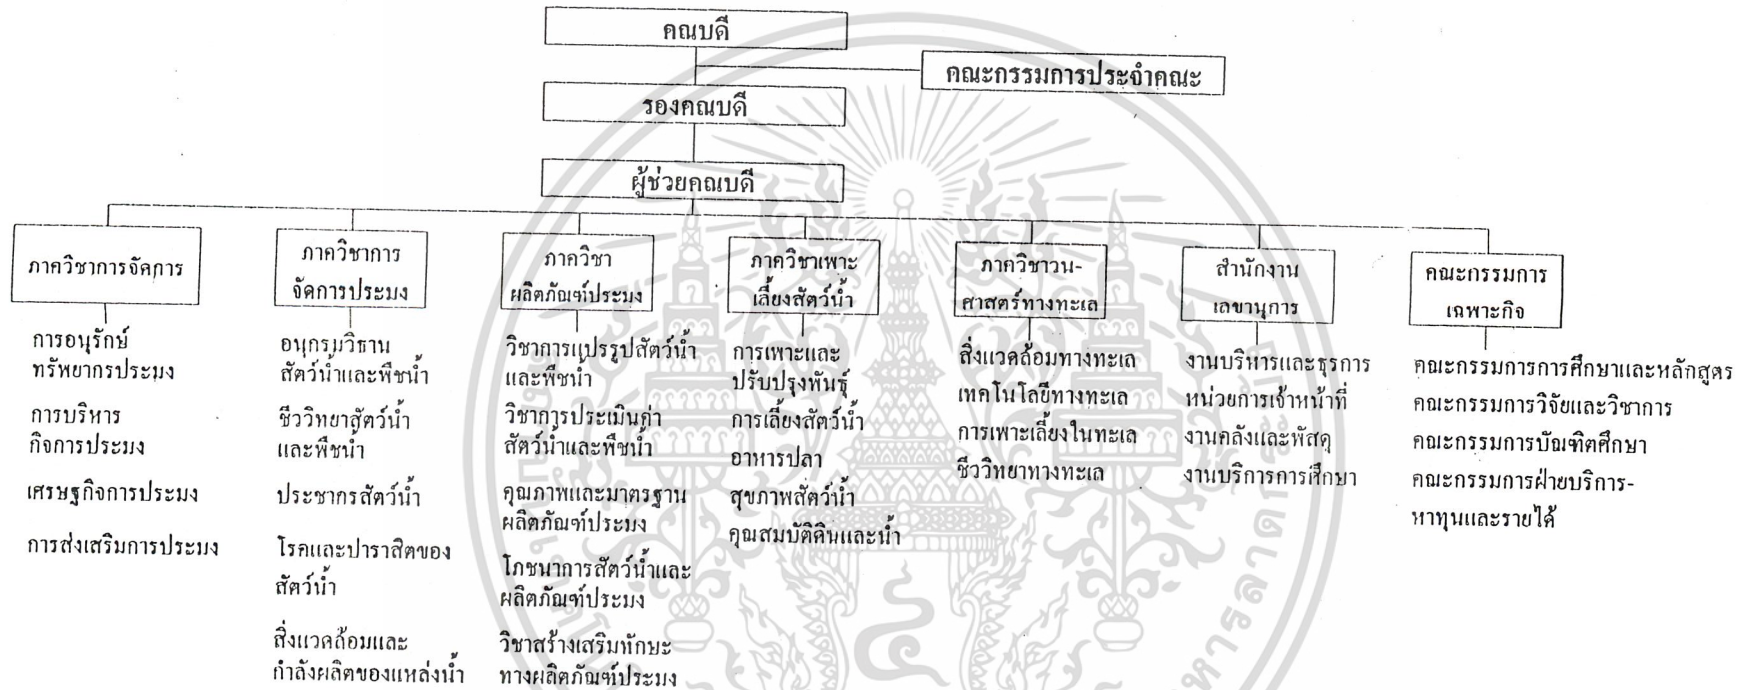 คณบดี
คณะกรรมการประจำคณะ
รองคณบดี
ผู้ช่วยคณบดี
ภาควิชาการจัดการ
การอนุรักษ์
ทรัพยากรประมง
การบริหาร
กิจการประมง
เศรษฐกิจการประมง
การส่งเสริมการประมง
ภาควิชาการ
จัดการประมง
อนุกรมวิธาน
สัตว์น้ำและพืชน้ำ
ชีววิทยาสัตว์น้ำ
และพืชน้ำ
ประชากรสัตว์น้ำ
โรคและปาราสิตของ
สัตว์น้ำ
สิ่งแวดล้อมและ
กำลังผลิตของแหล่งน้ำ
ภาควิชา
ผลิตภัณฑ์ประมง
วิชาการแปรรูปสัตว์น้ำ
และพืชน้ำ
วิชาการประเมินค่า
สัตว์น้ำและพืชน้ำ
คุณภาพและมาตรฐาน
ผลิตภัณฑ์ประมง
โภชนาการสัตว์น้ำและ
ผลิตภัณฑ์ประมง
วิชาสร้างเสริมทักษะ
ทางผลิตภัณฑ์ประมง
ภาควิชาเพาะ
เลี้ยงสัตว์น้ำ
การเพาะและ
ปรับปรุงพันธุ์
การเลี้ยงสัตว์น้ำ
อาหารปลา
สุขภาพสัตว์น้ำ
คุณสมบัติดินและน้ำ
ภาควิชาวน-
ศาสตร์ทางทะเล
สิ่งแวดล้อมทางทะเล
เทคโนโลยีทางทะเล
การเพาะเลี้ยงในทะเล
ชีววิทยาทางทะเล
สำนักงาน
เลขานุการ
งานบริหารและธุรการ
หน่วยการเจ้าหน้าที่
งานคลังและพัสดุ
งานบริการการศึกษา
คณะกรรมการ
เฉพาะกิจ
คณะกรรมการการศึกษาและหลักสูตร
คณะกรรมการวิจัยและวิชาการ
คณะกรรมการบัณฑิตศึกษา
คณะกรรมการฝ่ายบริการ-
หาทุนและรายได้